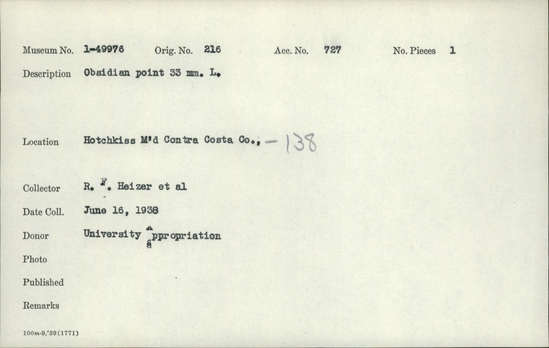 Museum No. 1-49976 Orig. No. 216 Acc. No. 727 No. Pieces 1
Description Obsidian point 33 mm. L.
Location Hotchkiss M'd Contra Costa Co., - 138
Collector R. F. Heizer et al
Date Coll. June 16, 1938
Donor University Appropriation
Photo
Published
Remarks
100m-9,'39(1771)